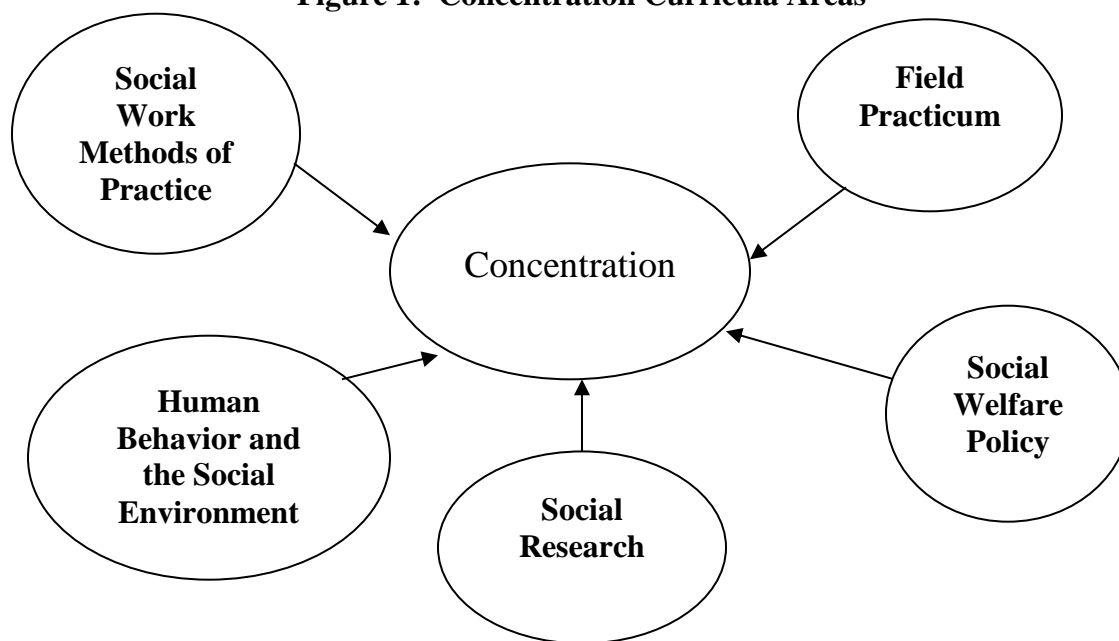 Figure 1: Concentration Curricula Areas
Social
Work
Methods of
Practice
Field
Practicum
Concentration
Social
Welfare
Policy
Human
Behavior and
the Social
Environment
Social
Research